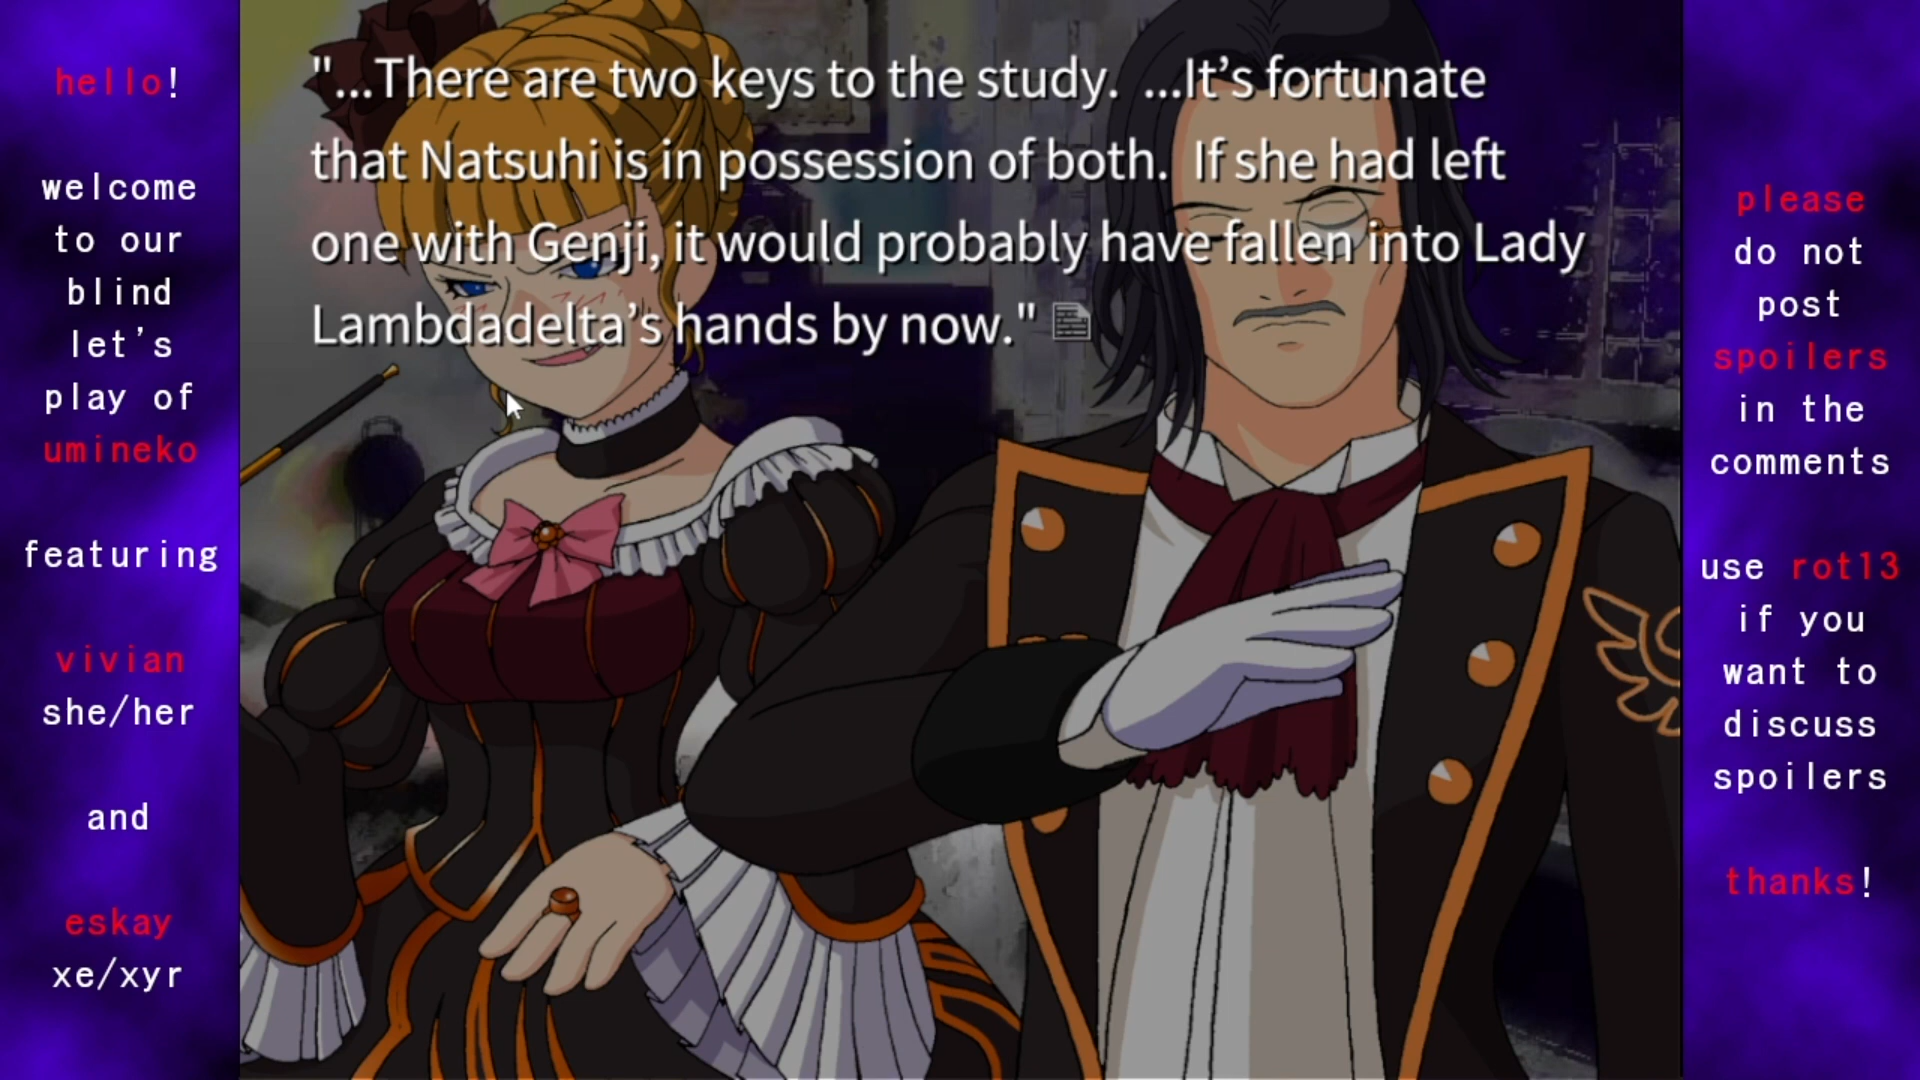 hello!
welcome
to our
blind
let's
play of
umineko
featuring
vivian
she/her
and
eskay
xe/xyr
"...There are two keys to the study.  ...It’s fortunate
that Natsuhi is in possession of both.  If she had left
one with Genji, it would probably have fallen into Lady
Lambdadelta’s hands by now."
please
do not
post
spoilers
in the
comments
use rot13
if you
want to
discuss
spoilers
thanks!